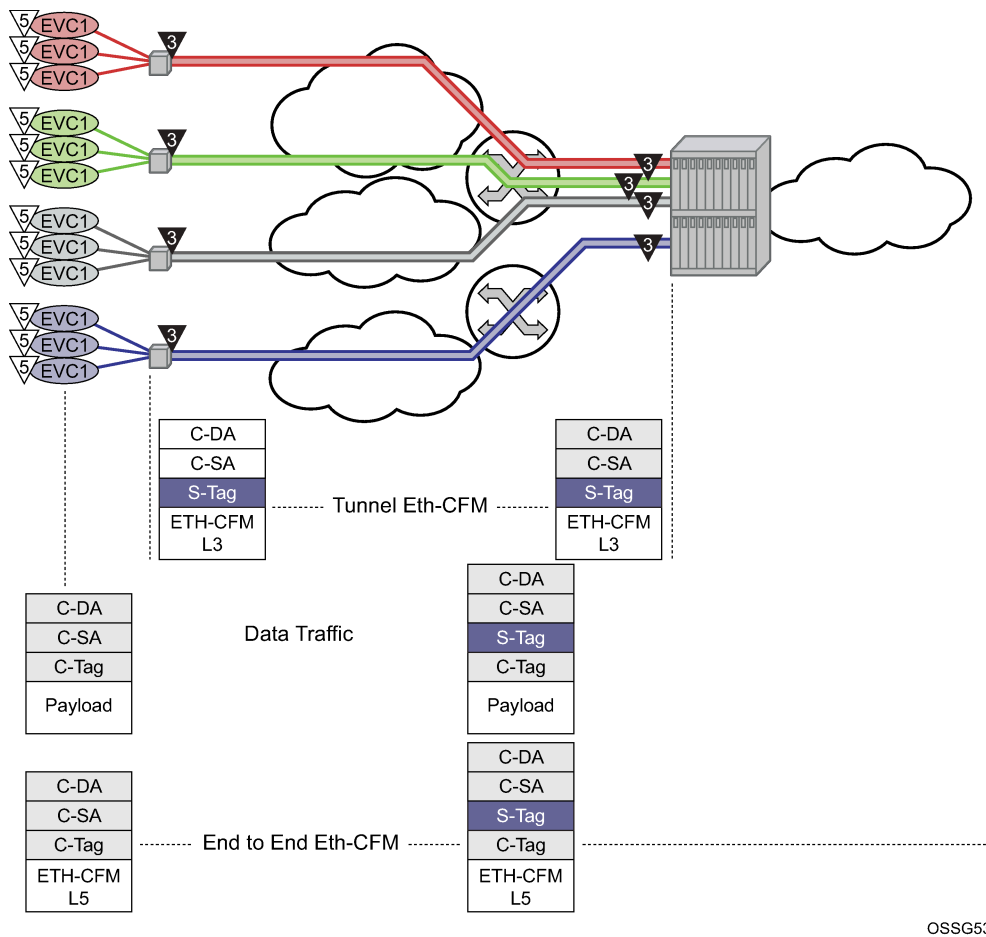 5 EVC1
5 EVC1
5 EVC1
3
5 EVC1
5 EVC1
5 EVC1
3
3
3
5 EVC1
5 EVC1
5 EVC1
3
3
3
5 EVC1
5 EVC1
5 EVC1
3
C-DA
C-SA
S-Tag
ETH-CFM
L3
Tunnel Eth-CFM
C-DA
C-SA
S-Tag
ETH-CFM
L3
C-DA
C-SA
C-Tag
Payload
Data Traffic
C-DA
C-SA
S-Tag
C-Tag
Payload
C-DA
C-SA
C-Tag
ETH-CFM
L5
End to End Eth-CFM
C-DA
C-SA
S-Tag
C-Tag
ETH-CFM
L5
OSSG53